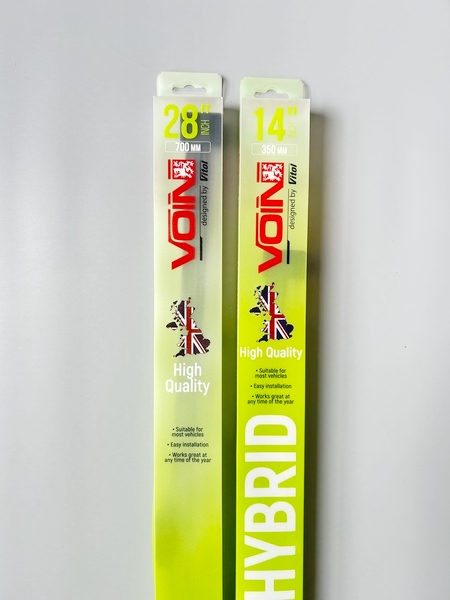 28"
INCH
700 мм
VOIN
designed by Vitol
High
Quality
• Suitable for
most vehicles
• Easy installation
• Works great at
any time of the year
14"
350 мм
VOIN
designed by Vitol
High Quality
• Suitable for
most vehicles
• Easy installation
• Works great at
any time of the year
HYBRID